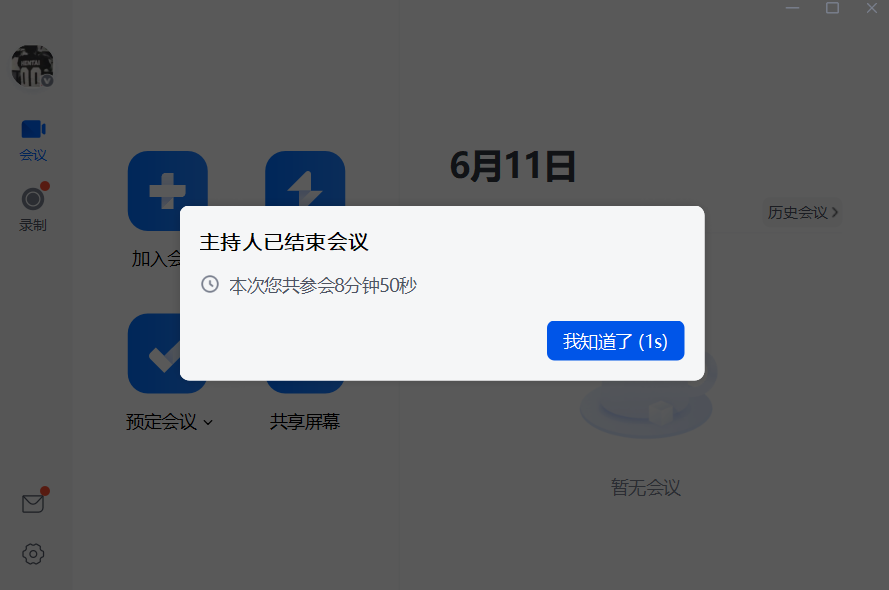 会议
录制
加入会
预定会议
共享屏幕
6月11日
历史会议
主持人已结束会议
本次您共参会8分钟50秒
我知道了 (1s)
暂无会议